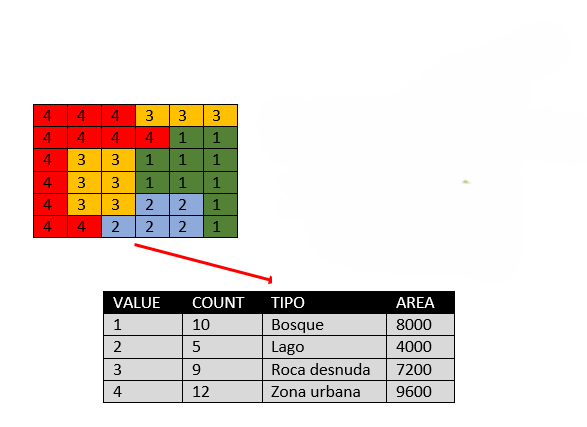 4 4 4 3 3 3
4 4 4 4 1 1
4 3 3 1 1 1
4 3 3 1 1 1
4 3 3 2 2 1
4 4 2 2 2 1
VALUE COUNT TIPO AREA
1 10 Bosque 8000
2 5 Lago 4000
3 9 Roca desnuda 7200
4 12 Zona urbana 9600